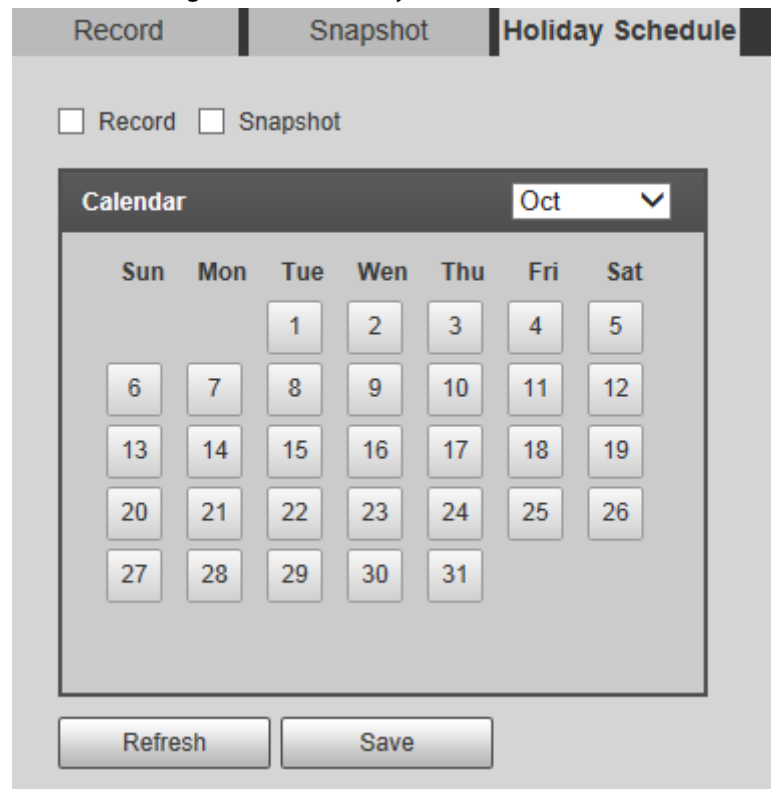 Record Snapshot Holiday Schedule
Record Snapshot
Calendar Oct
Sun Mon Tue Wen Thu Fri Sat
1 2 3 4 5
6 7 8 9 10 11 12
13 14 15 16 17 18 19
20 21 22 23 24 25 26
27 28 29 30 31
Refresh Save